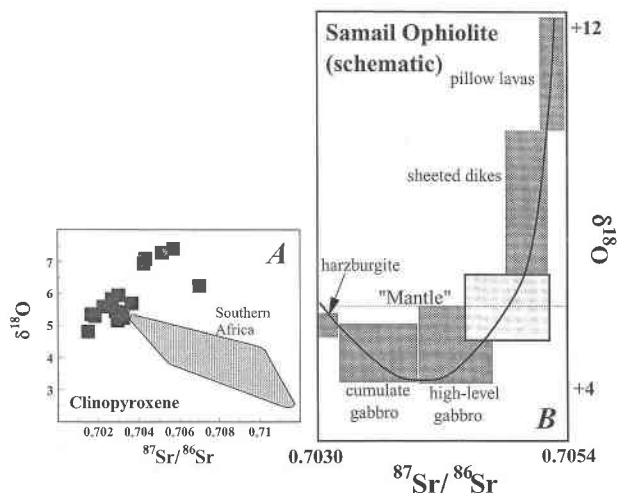 A
7
6
5
4
3
δ18O
Southern
Africa
Clinopyroxene
0.702 0.704 0.706 0.708 0.71
87Sr/ 86Sr
Samail Ophiolite
(schematic)
+12
pillow lavas
sheeted dikes
δ18O
harzburgite
"Mantle"
cumulate
gabbro
high-level
gabbro
B
+4
0.7030
0.7054
87Sr/ 86Sr